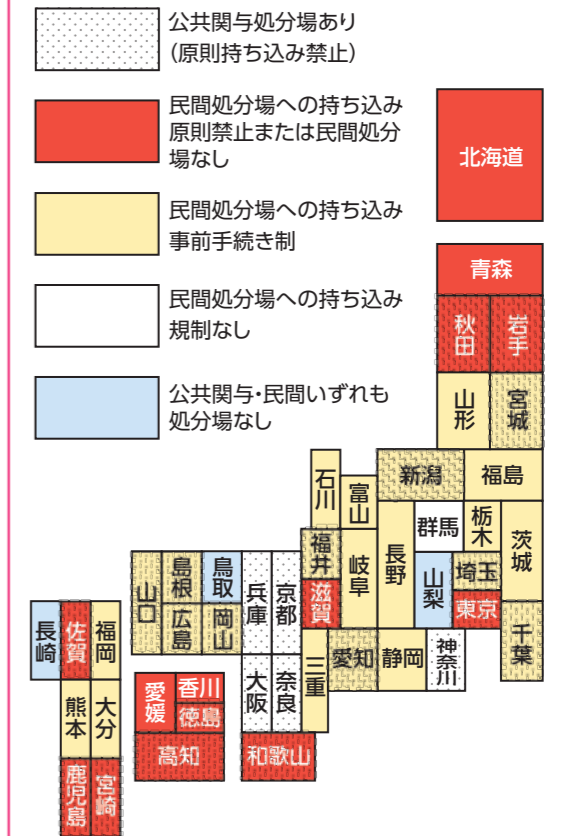 公共関与処分場あり
(原則持ち込み禁止)
民間処分場への持ち込み
原則禁止または民間処分
場なし
民間処分場への持ち込み
事前手続き制
民間処分場への持ち込み
規制なし
公共関与・民間いずれも
処分場なし
北海道
青森
秋田
岩手
山形
宮城
新潟
福島
石川
富山
群馬
栃木
茨城
福井
岐阜
長野
山梨
埼玉
滋賀
東京
千葉
愛知
静岡
神奈川
三重
山口
島根
鳥取
兵庫
京都
広島
岡山
大阪
奈良
和歌山
長崎
佐賀
福岡
熊本
大分
鹿児島
宮崎
愛媛
香川
徳島
高知